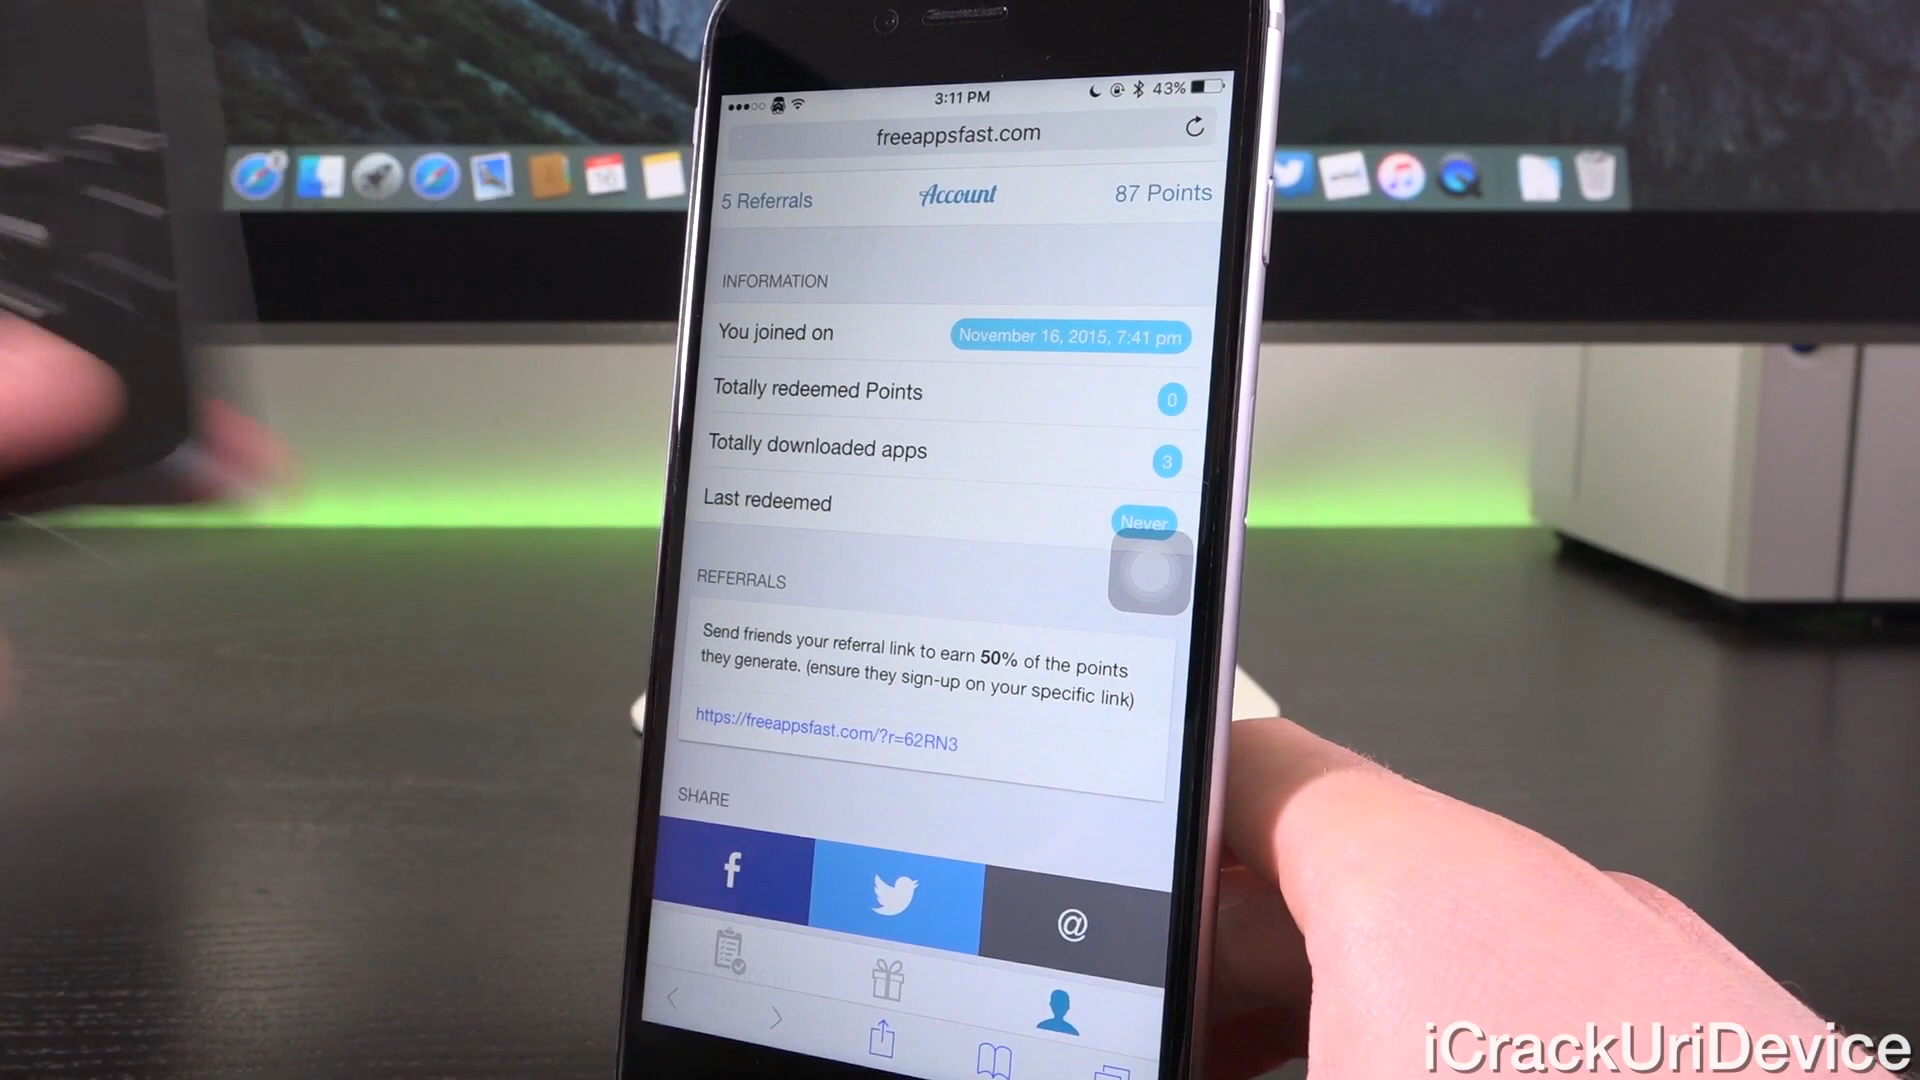 3:11 PM
43%
freeappsfast.com
5 Referrals
Account
87 Points
INFORMATION
You joined on
November 16, 2015, 7:41 pm
Totally redeemed Points
0
Totally downloaded apps
3
Last redeemed
Never
REFERRALS
Send friends your referral link to earn 50% of the points
they generate. (ensure they sign-up on your specific link)
https://freeappsfast.com/?r=62RN3
SHARE
f
@
iCrackUriDevice